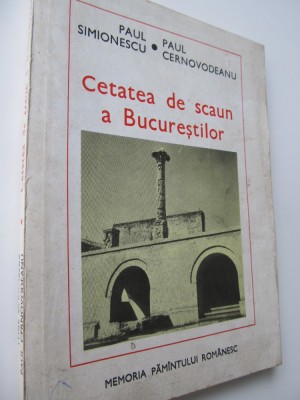 PAUL PAUL
SIMIONESCU • CERNOVODEANU
Cetatea de scaun
a Bucureştilor
MEMORIA PĂMÎNTULUI ROMÂNESC